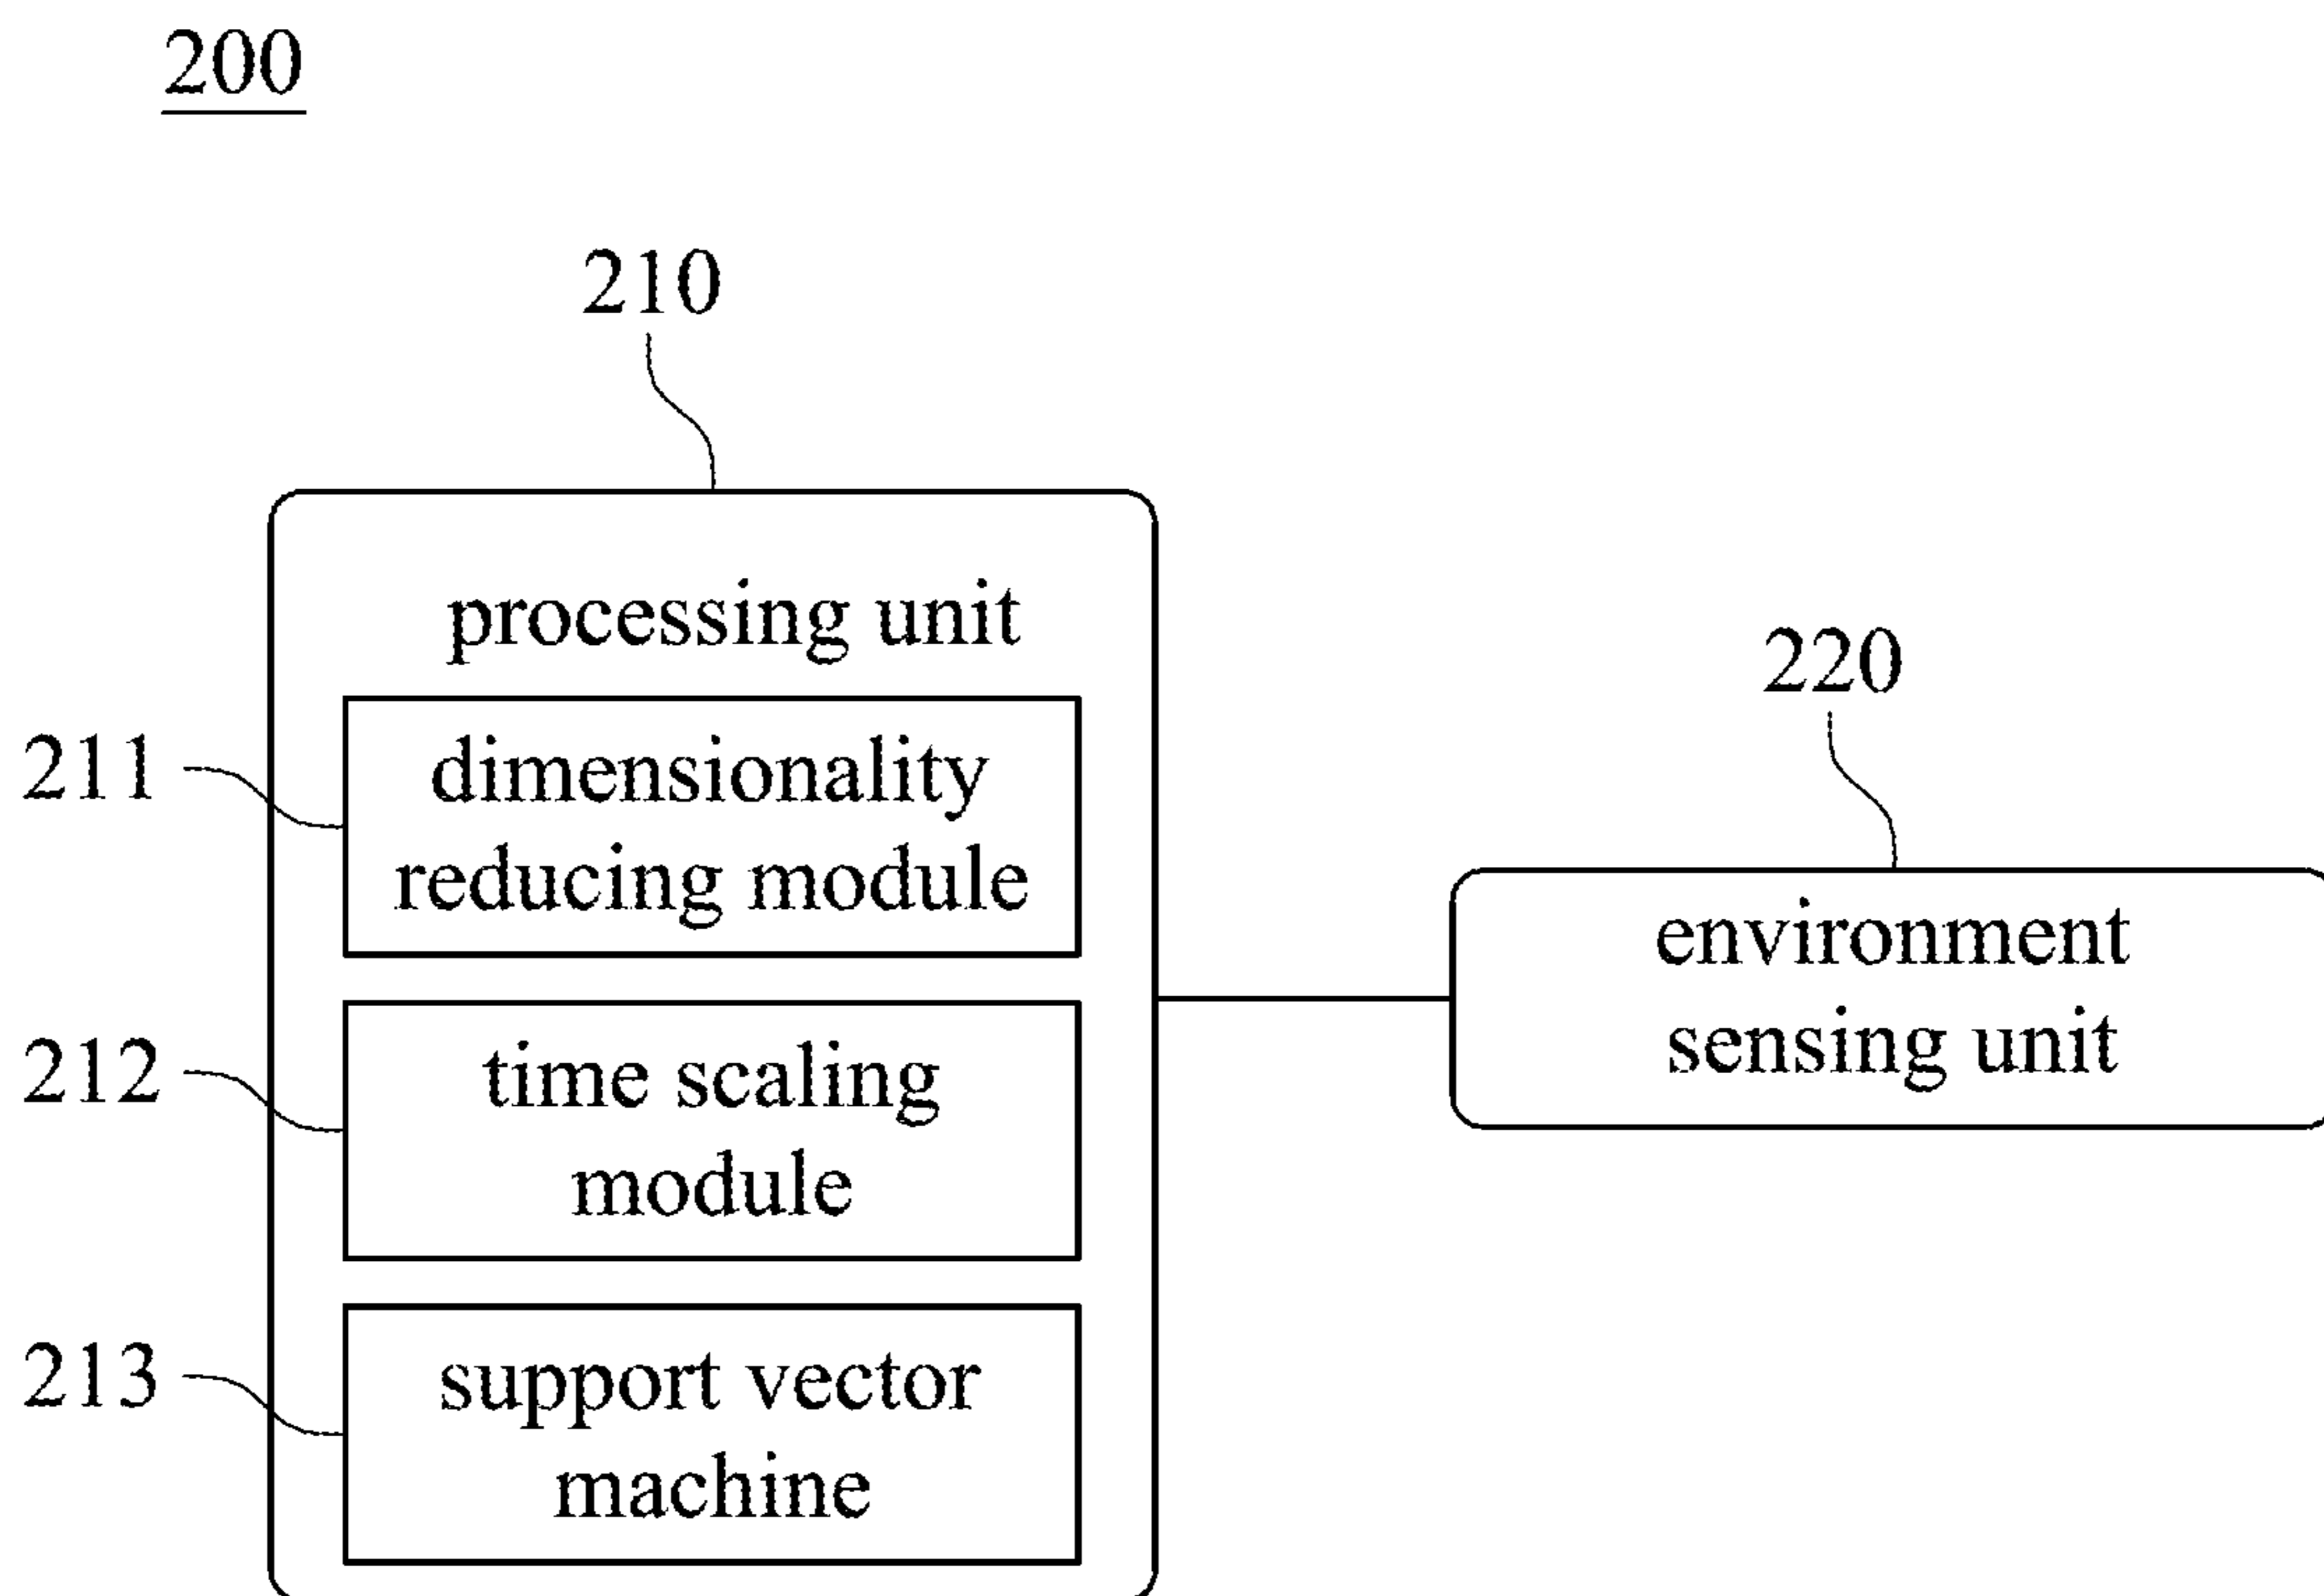 200
210
processing unit
220
211
dimensionality
reducing module
environment
sensing unit
212
time scaling
module
213
support vector
machine